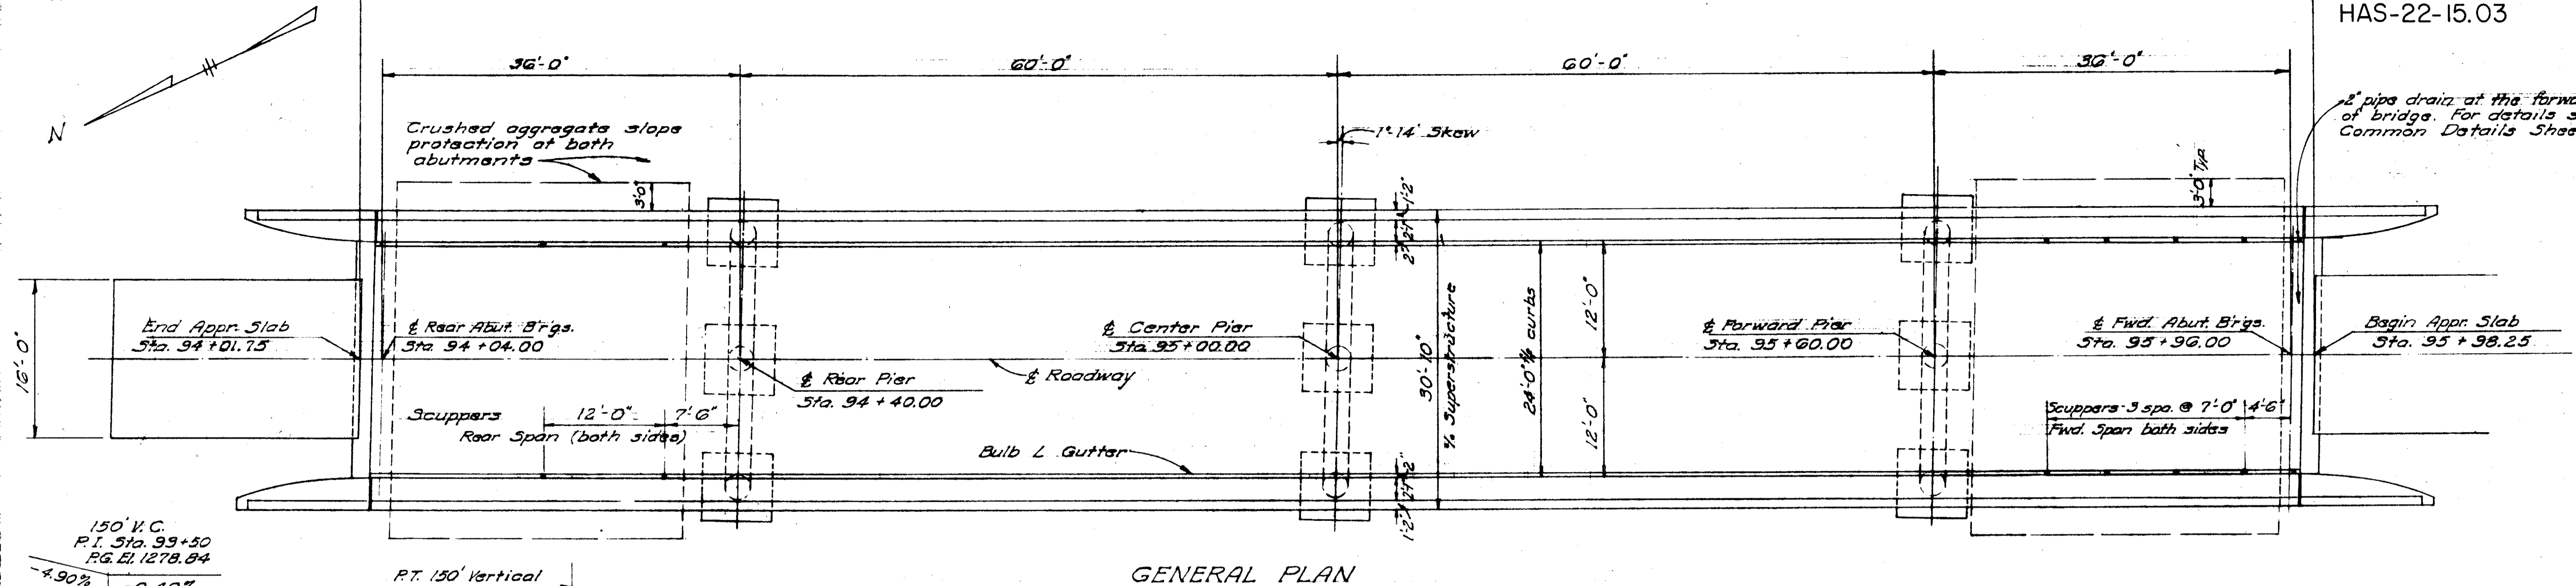 HAS-22-15.03
36'-0"
60'-0"
60'-0"
36'-0"
N
Crushed aggregate slope
protection at both
abutments
1°-14' Skew
2" pipe drain at the forwa
of bridge. For details s
Common Details Shee
3'-0"
3'-0" Typ.
1'-2"
2'-1"
2"
16'-0"
End Appr. Slab
Sta. 94 + 01.75
℄ Rear Abut. Br'gs.
Sta. 94 + 04.00
℄ Rear Pier
Sta. 94 + 40.00
℄ Roadway
℄ Center Pier
Sta. 95 + 00.00
30'-10"
o/o Superstructure
24'-0" curbs
12'-0"
12'-0"
℄ Forward Pier
Sta. 95 + 60.00
℄ Fwd. Abut. Br'gs.
Sta. 95 + 96.00
Begin Appr. Slab
Sta. 95 + 98.25
Scuppers
12'-0"
7'-6"
Rear Span (both sides)
Bulb L Gutter
2"
2'-1"
1'-2"
Scuppers-3 spa. @ 7'-0"
4'-6"
Fwd. Span both sides
150' V.C.
P.I. Sta. 93+50
P.G. El. 1278.84
-4.90%
P.T. 150' Vertical
GENERAL PLAN